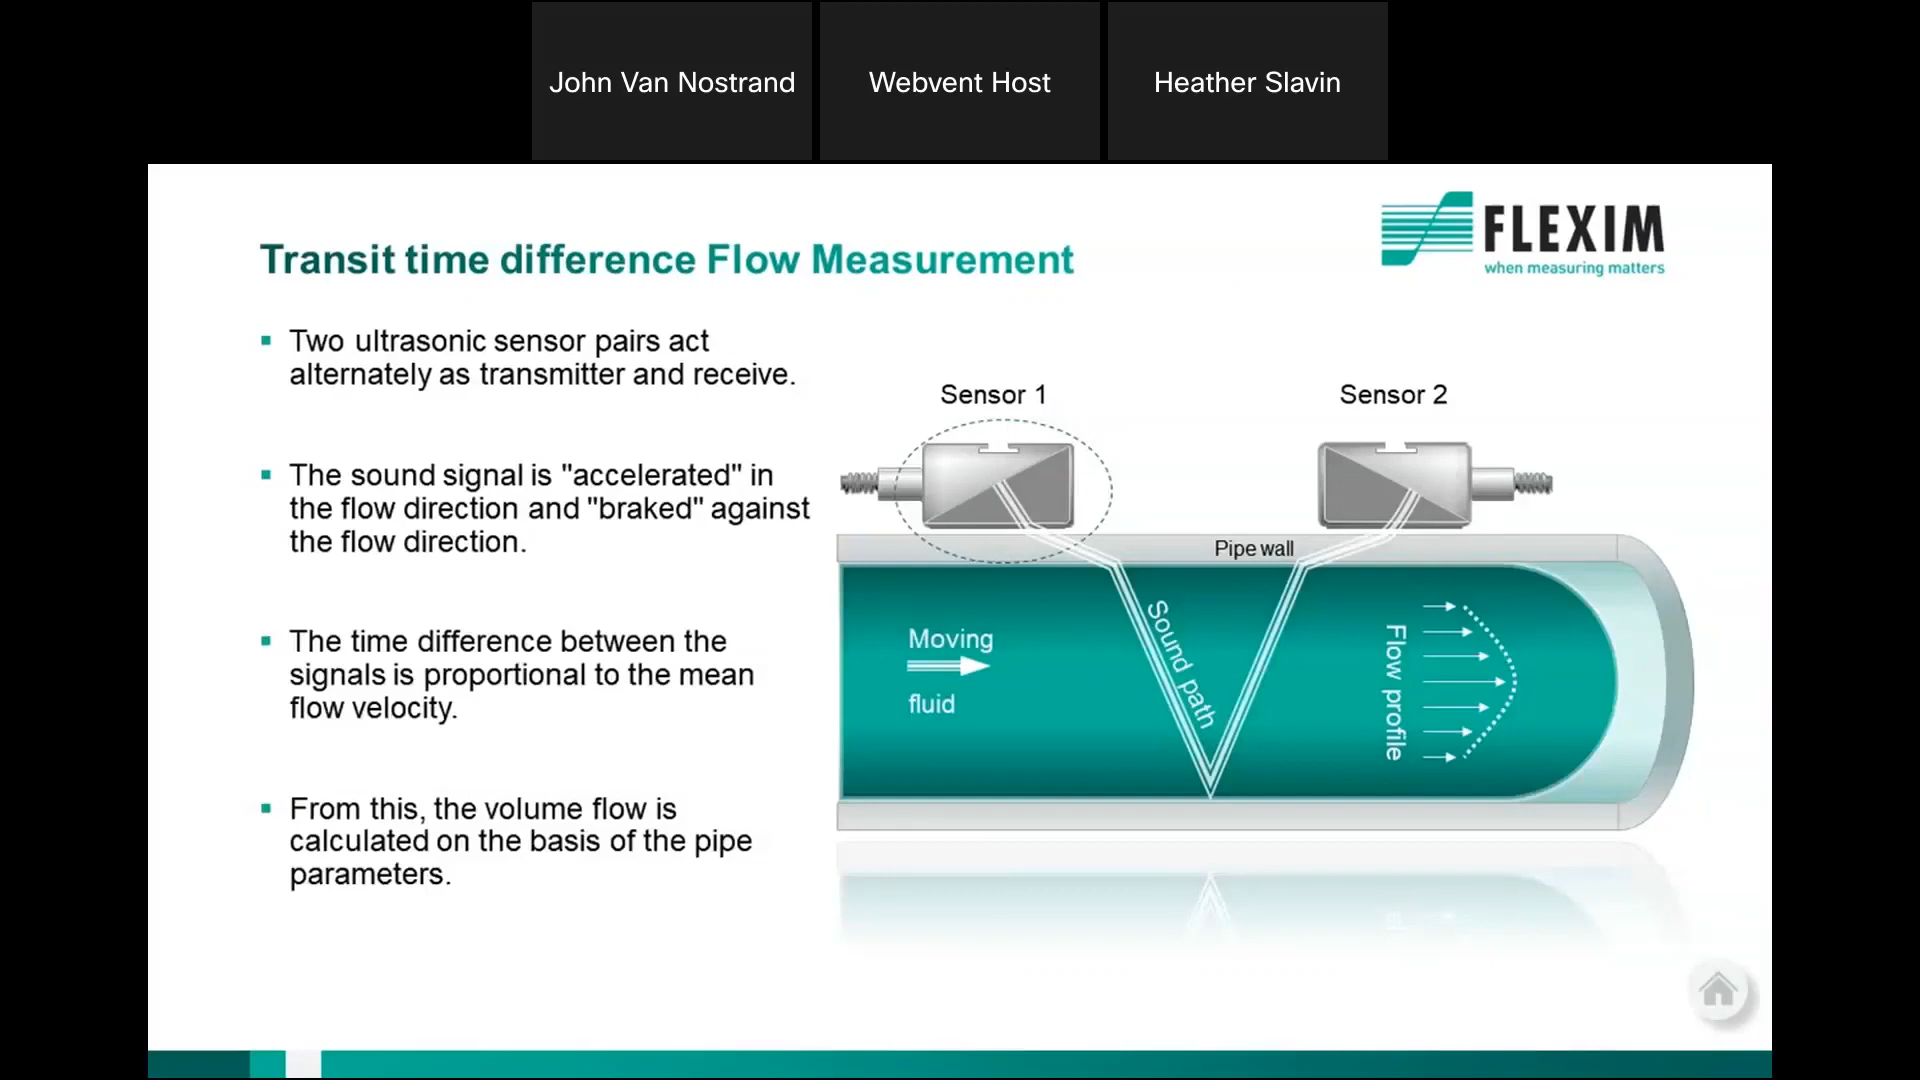 John Van Nostrand
Webvent Host
Heather Slavin
FLEXIM
when measuring matters
Transit time difference Flow Measurement
Two ultrasonic sensor pairs act
alternately as transmitter and receive.
The sound signal is "accelerated" in
the flow direction and "braked" against
the flow direction.
The time difference between the
signals is proportional to the mean
flow velocity.
From this, the volume flow is
calculated on the basis of the pipe
parameters.
Sensor 1
Sensor 2
Pipe wall
Moving
fluid
Sound path
Flow profile